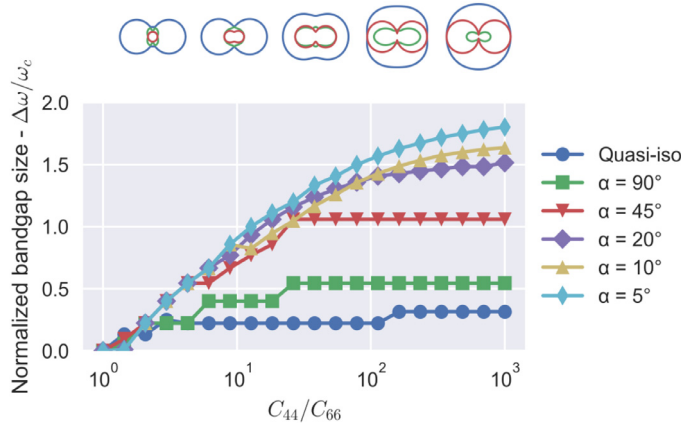 Normalized bandgap size - Δω/ω_c
2.0
1.5
1.0
0.5
0.0
10^0
10^1
10^2
10^3
C_44/C_66
Quasi-iso
α = 90°
α = 45°
α = 20°
α = 10°
α = 5°